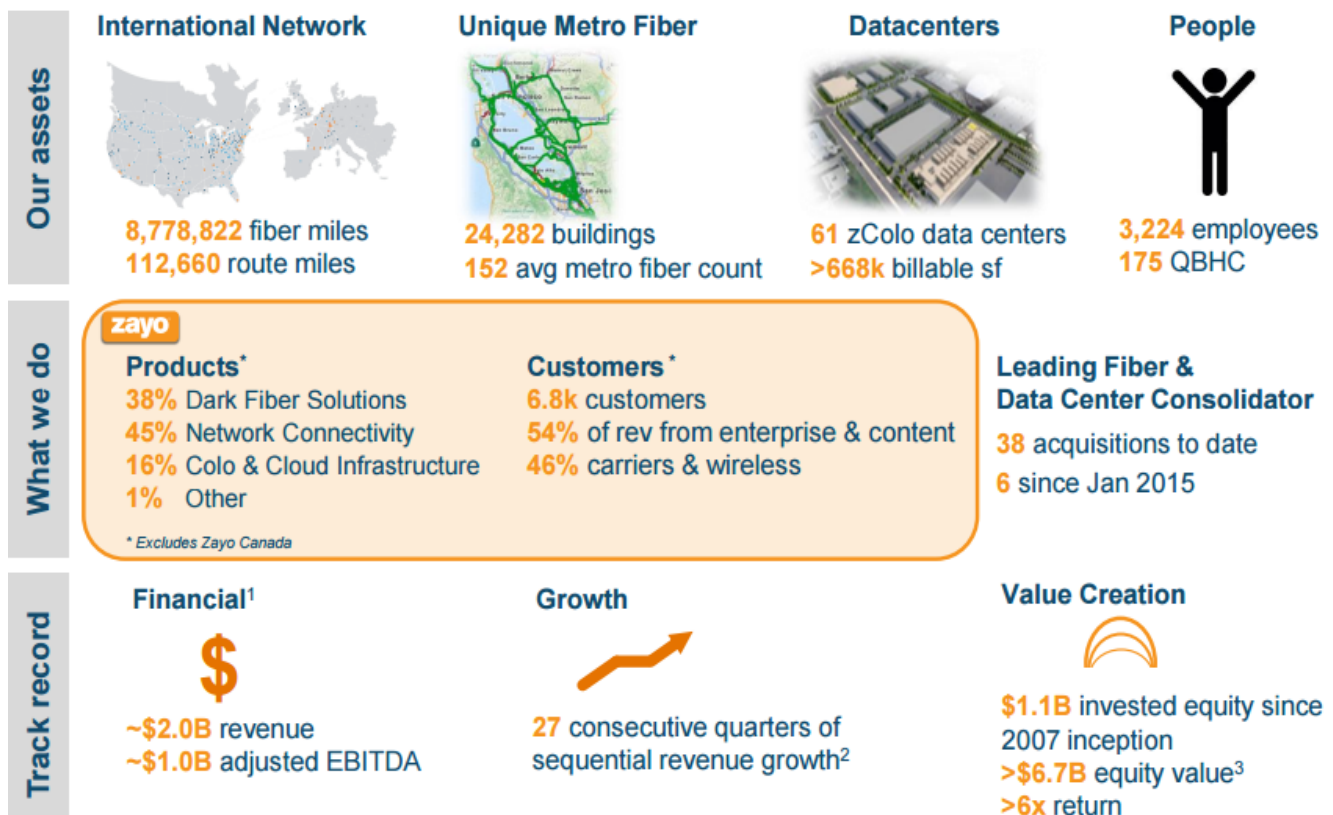 Our assets
International Network
8,778,822 fiber miles
112,660 route miles
Unique Metro Fiber
24,282 buildings
152 avg metro fiber count
Datacenters
61 zColo data centers
>668k billable sf
People
3,224 employees
175 QBHC
What we do
zayo
Products*
38% Dark Fiber Solutions
45% Network Connectivity
16% Colo & Cloud Infrastructure
1% Other
* Excludes Zayo Canada
Customers *
6.8k customers
54% of rev from enterprise & content
46% carriers & wireless
Leading Fiber &
Data Center Consolidator
38 acquisitions to date
6 since Jan 2015
Track record
Financial¹
$
~$2.0B revenue
~$1.0B adjusted EBITDA
Growth
27 consecutive quarters of
sequential revenue growth²
Value Creation
$1.1B invested equity since
2007 inception
>$6.7B equity value³
>6x return